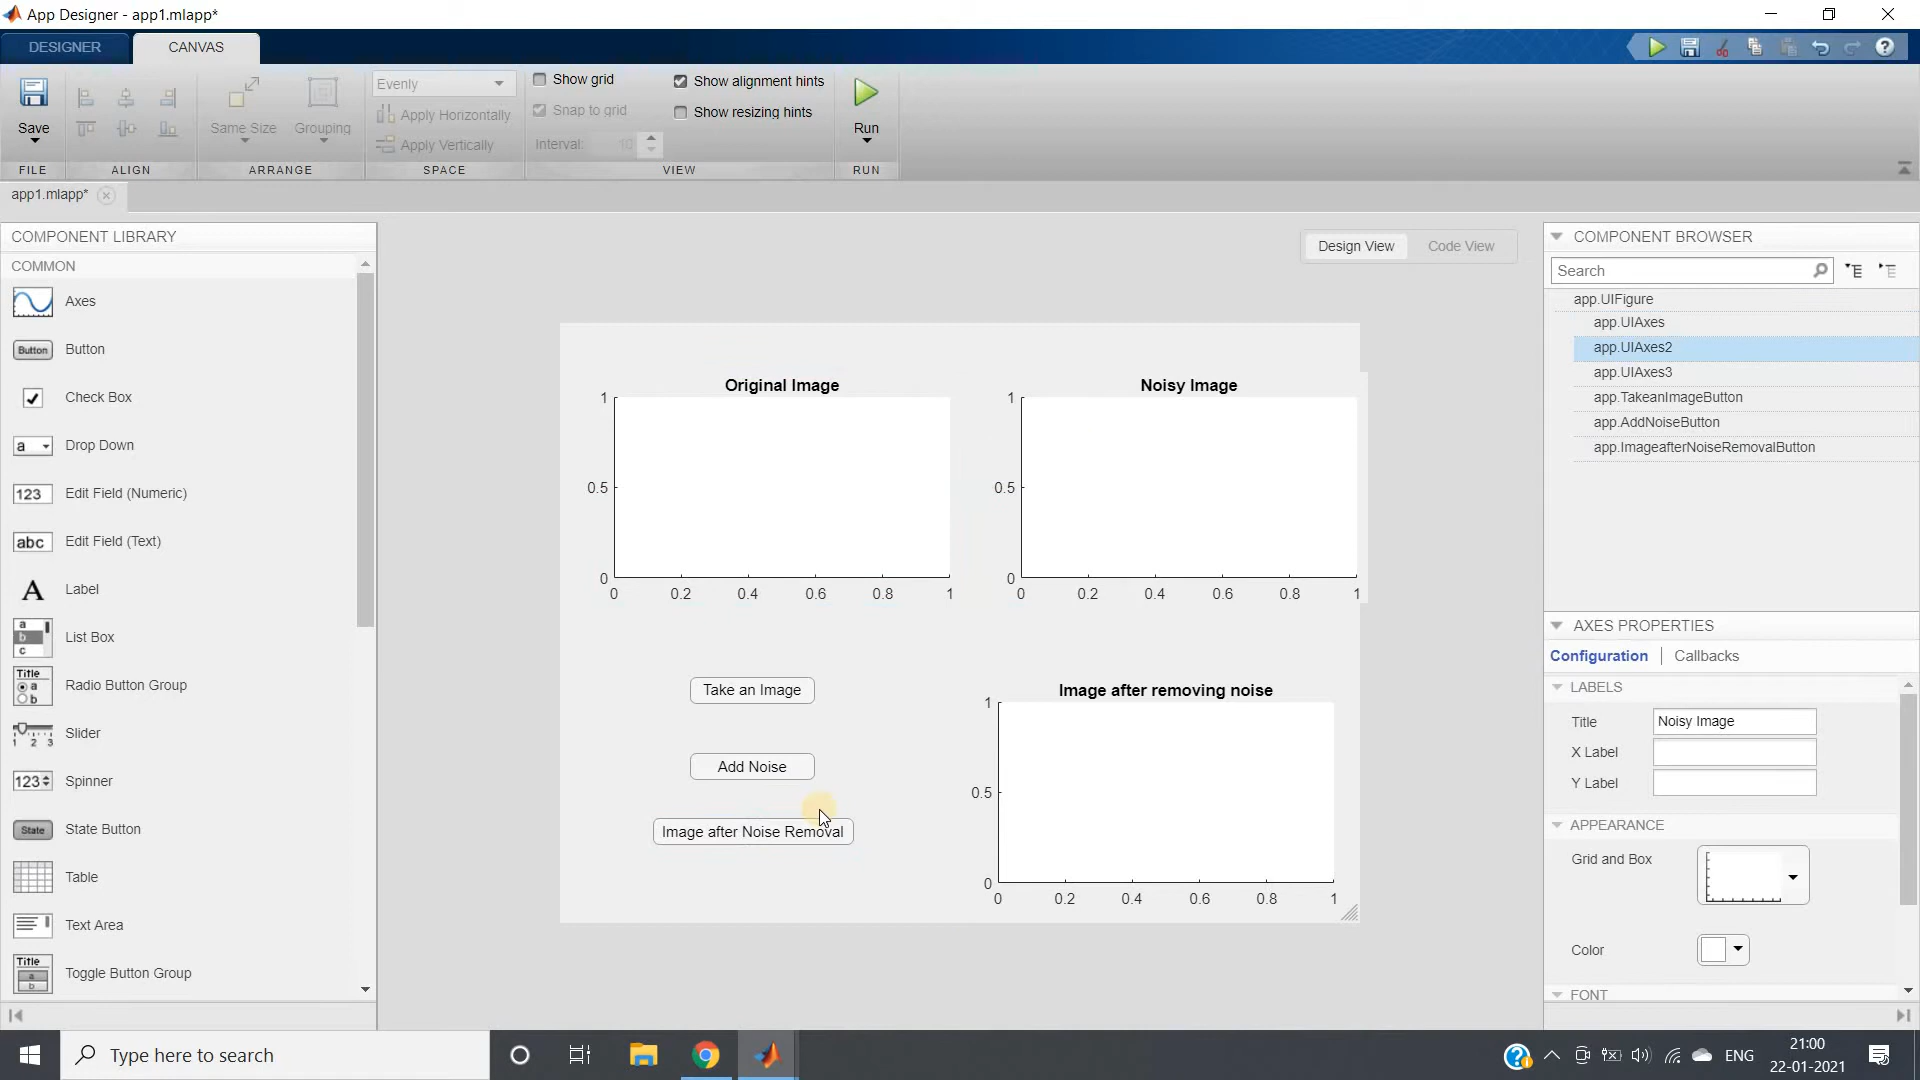 App Designer - app1.mlapp*
DESIGNER CANVAS
Save
Same Size Grouping
Evenly
Apply Horizontally
Apply Vertically
Show grid
Snap to grid
Interval: 10
Show alignment hints
Show resizing hints
Run
FILE ALIGN ARRANGE SPACE VIEW RUN
app1.mlapp*
COMPONENT LIBRARY
COMMON
Axes
Button Button
Check Box
a Drop Down
123 Edit Field (Numeric)
abc Edit Field (Text)
A Label
a
b
c
List Box
Title
a
b
Radio Button Group
1 2 3 Slider
123 Spinner
State State Button
Table
Text Area
Title
a
b
Toggle Button Group
Design View Code View
Original Image
1
0.5
0
0 0.2 0.4 0.6 0.8 1
Noisy Image
1
0.5
0
0 0.2 0.4 0.6 0.8 1
Take an Image
Add Noise
Image after Noise Removal
Image after removing noise
1
0.5
0
0 0.2 0.4 0.6 0.8 1
COMPONENT BROWSER
Search
app.UIFigure
app.UIAxes
app.UIAxes2
app.UIAxes3
app.TakeanImageButton
app.AddNoiseButton
app.ImageafterNoiseRemovalButton
AXES PROPERTIES
Configuration Callbacks
LABELS
Title Noisy Image
X Label
Y Label
APPEARANCE
Grid and Box
Color
FONT
Type here to search
ENG
21:00
22-01-2021